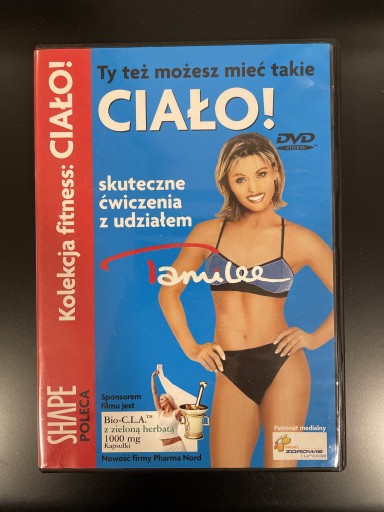 Ty też możesz mieć takie
CIAŁO!
DVD
VIDEO
skuteczne
ćwiczenia
z udziałem
Tamilee
Sponsorem
filmu jest
Bio-C.L.A.™
z zieloną herbatą
1000 mg
Kapsułki
Nowość firmy Pharma Nord
Patronat medialny
ZDROWIE
Kolekcja fitness: CIAŁO!
SHAPE
POLECA